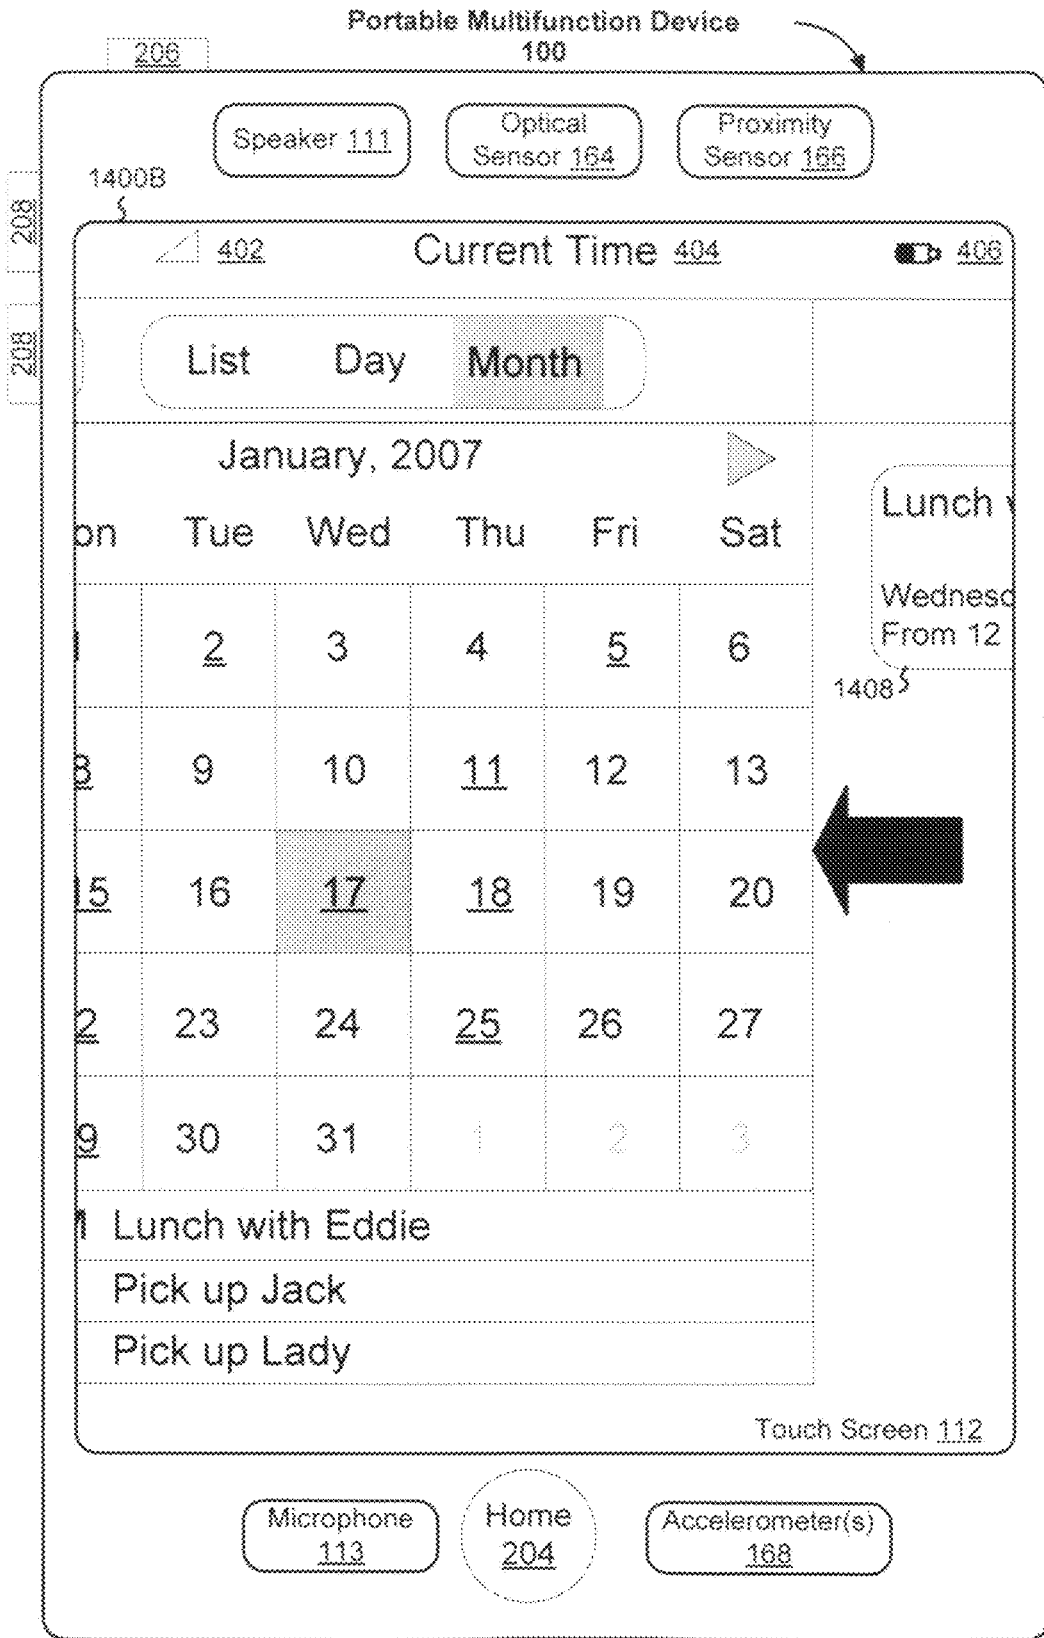 Portable Multifunction Device
100
206
Speaker 111
Optical
Sensor 164
Proximity
Sensor 166
1400B
208
208
402
Current Time 404
406
List Day Month
January, 2007
Lunch
on Tue Wed Thu Fri Sat
Wednesd
From 12
1408
2 3 4 5 6
8 9 10 11 12 13
15 16 17 18 19 20
2 23 24 25 26 27
9 30 31 1 2 3
M Lunch with Eddie
Pick up Jack
Pick up Lady
Touch Screen 112
Microphone
113
Home
204
Accelerometer(s)
168